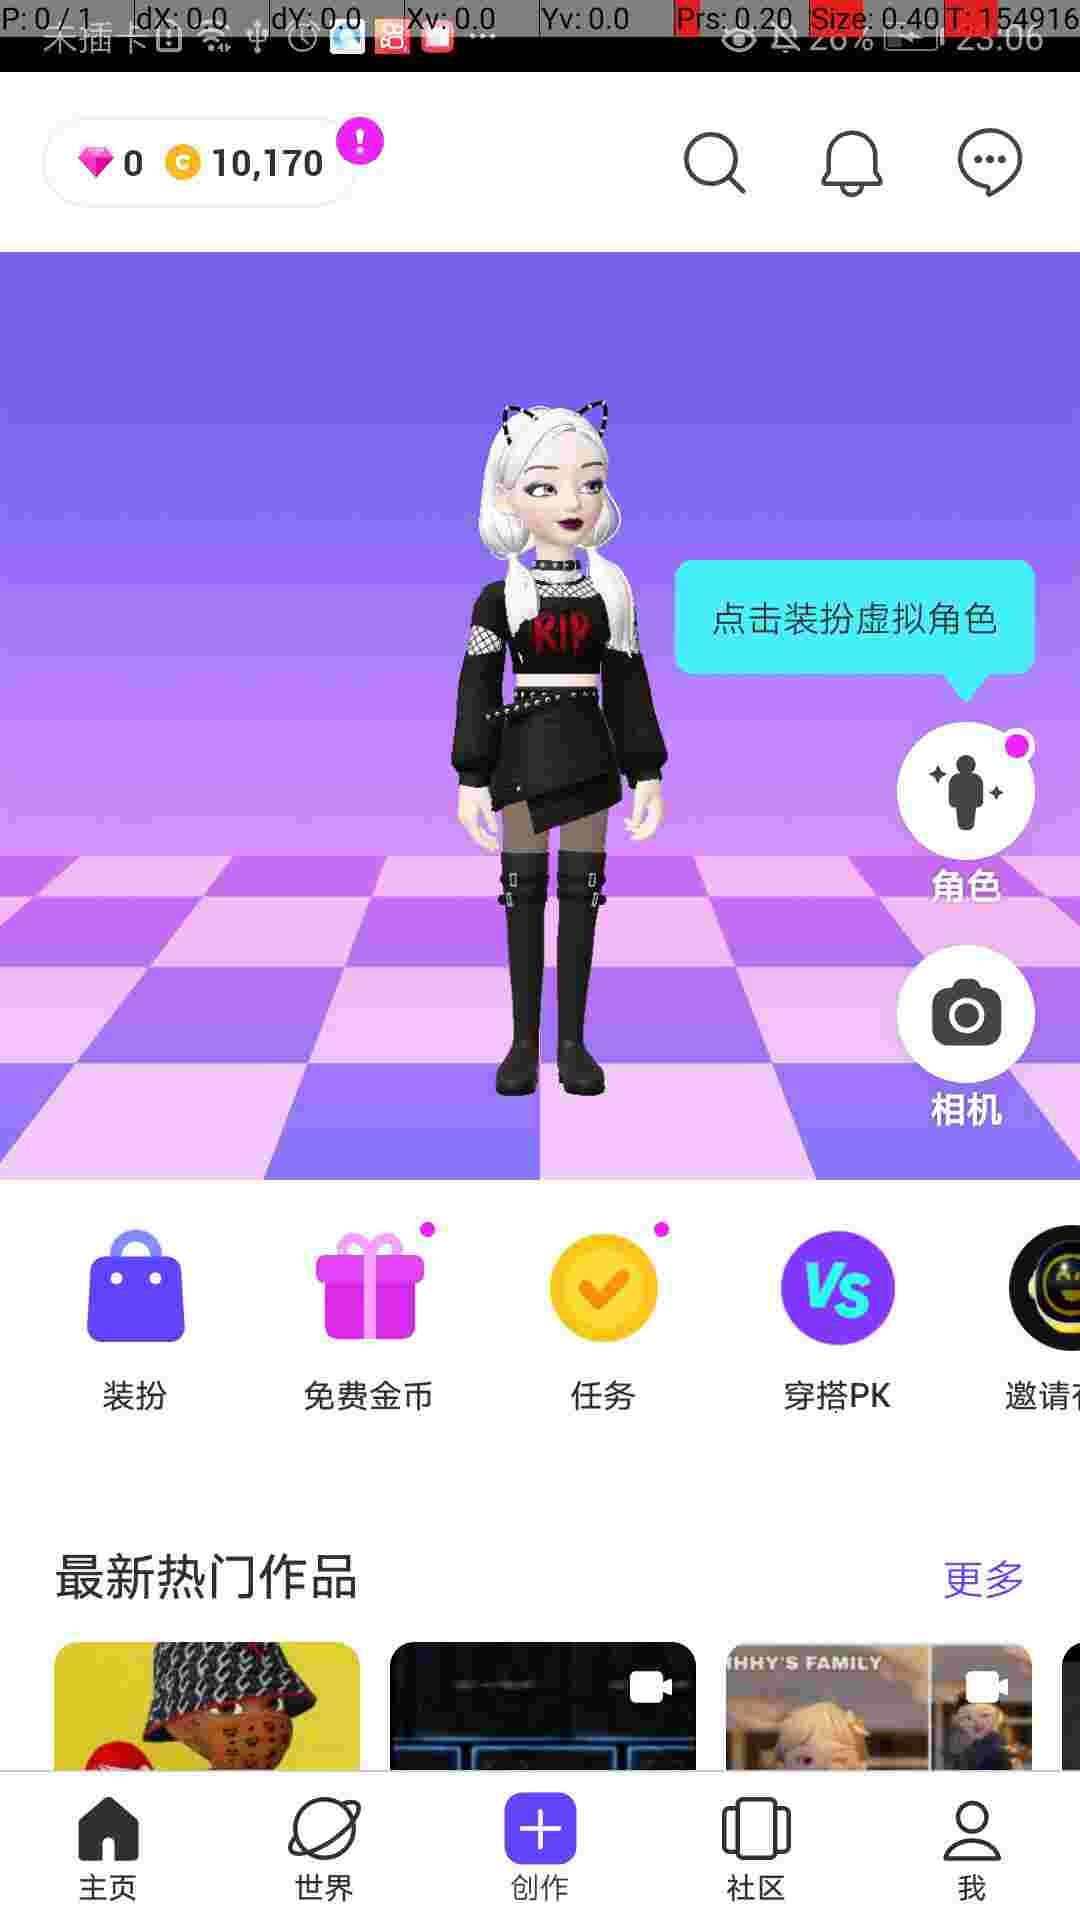 P: 0 / 1 dX: 0.0 dY: 0.0 Xv: 0.0 Yv: 0.0 Prs: 0.20 Size: 0.40 T: 154916
未插卡 26% 23:06
0 10,170
RIP
点击装扮虚拟角色
角色
相机
VS
装扮 免费金币 任务 穿搭PK 邀请
最新热门作品 更多
HHY'S FAMILY
主页 世界 创作 社区 我